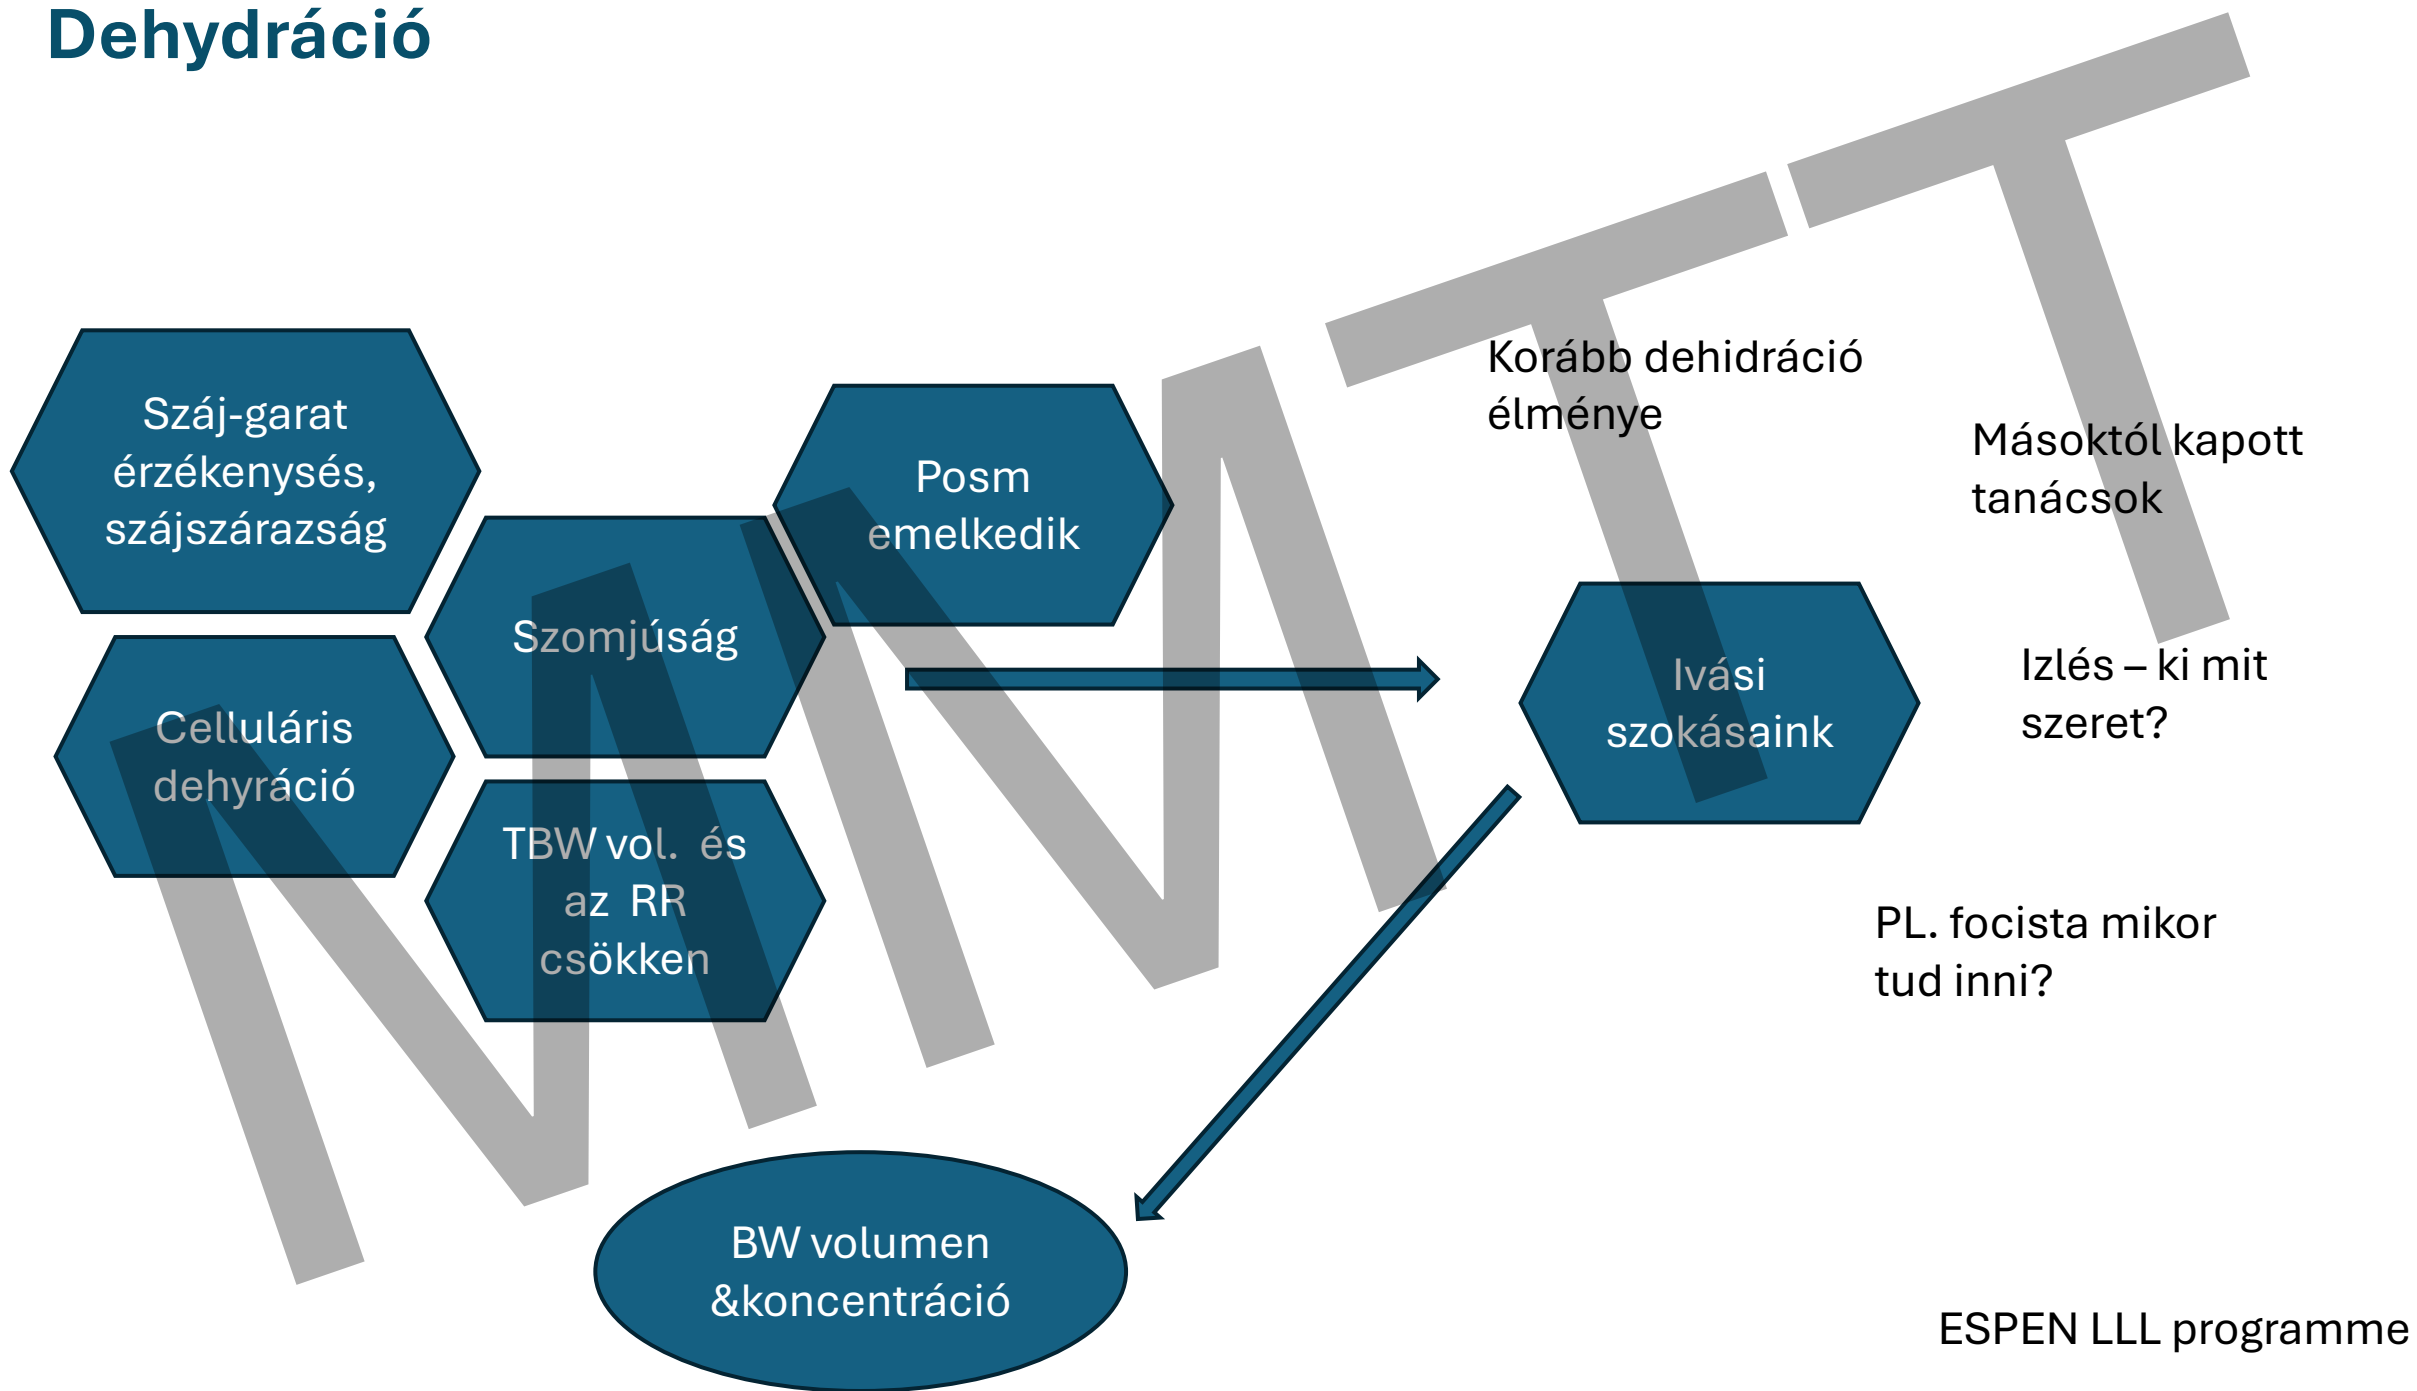 Dehydráció
Száj-garat
érzékenysés,
szájszárazság
Posm
emelkedik
Szomjúság
Celluláris
dehyráció
TBW vol.  és
az  RR
csökken
Korább dehidráció
élménye
Másoktól kapott
tanácsok
Ivási
szokásaink
Izlés – ki mit
szeret?
PL. focista mikor
tud inni?
BW volumen
&koncentráció
ESPEN LLL programme
MMTT